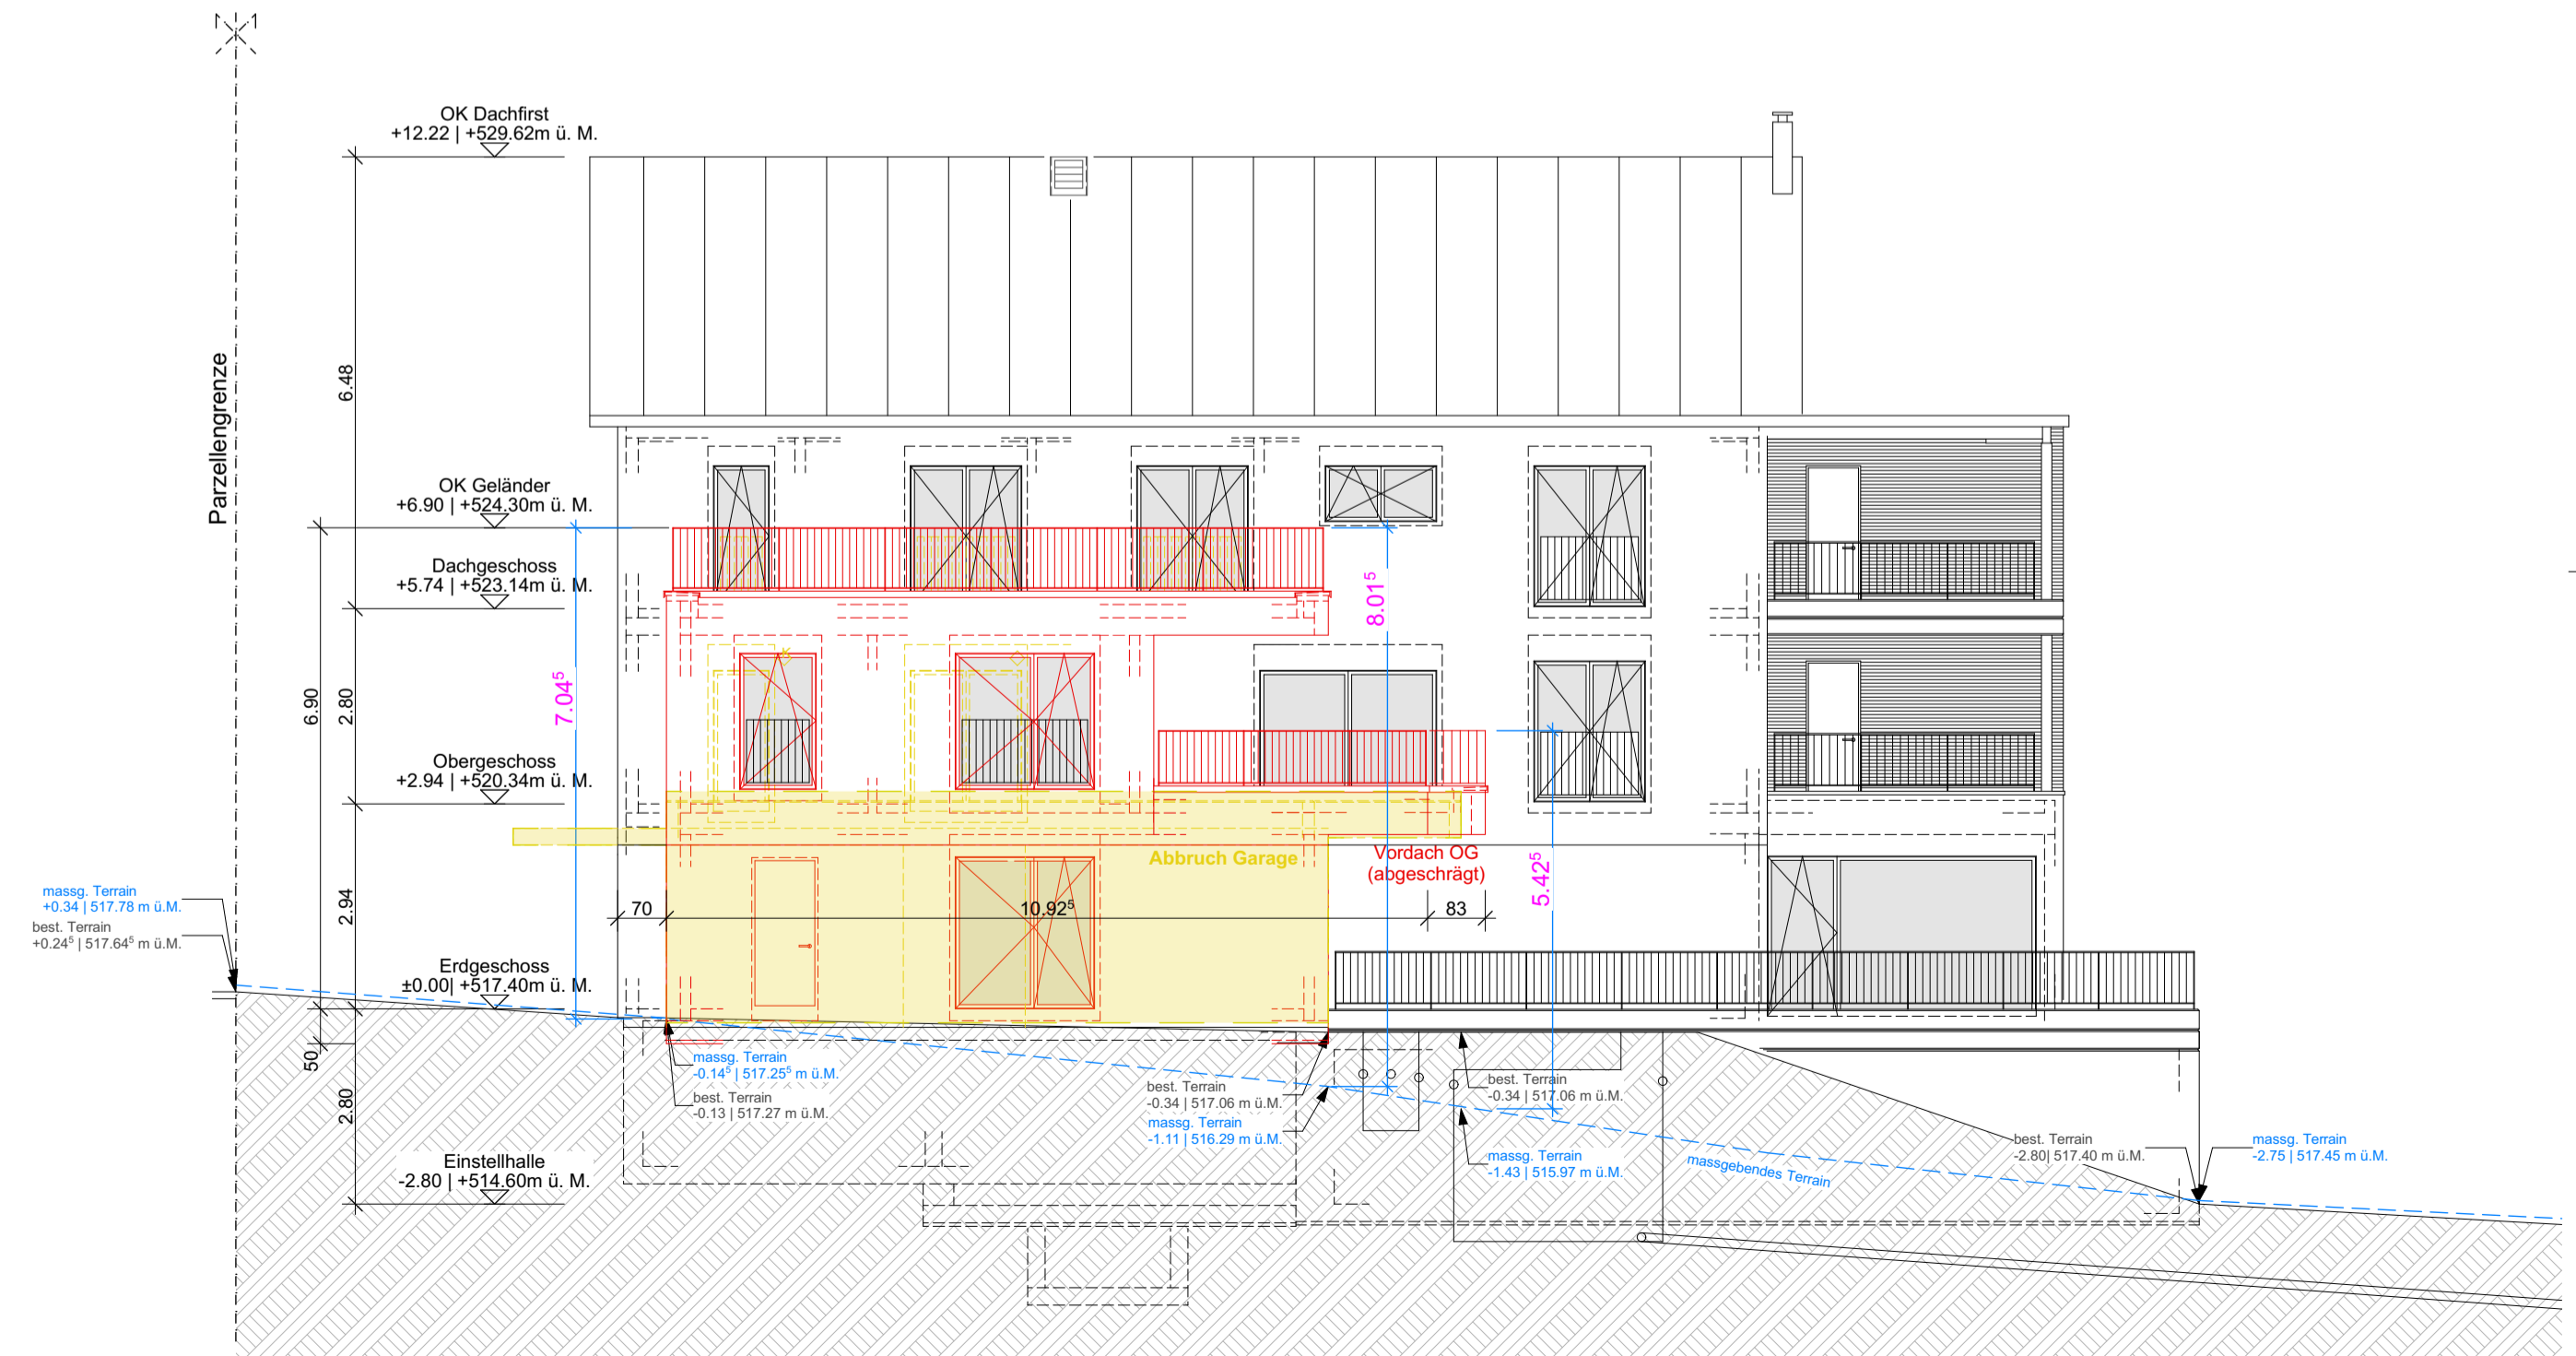 OK Dachfirst
+12.22 | +529.62m ü. M.
Parzellengrenze
6.48
OK Geländer
+6.90 | +524.30m ü. M.
Dachgeschoss
+5.74 | +523.14m ü. M.
8.01⁵
7.04⁵
6.90
2.80
Obergeschoss
+2.94 | +520.34m ü. M.
Abbruch Garage
Vordach OG
(abgeschrägt)
5.42⁵
massg. Terrain
+0.34 | 517.78 m ü.M.
best. Terrain
+0.24⁵ | 517.64⁵ m ü.M.
2.94
70
10.92⁵
83
Erdgeschoss
±0.00| +517.40m ü. M.
50
massg. Terrain
-0.14⁵ | 517.25⁵ m ü.M.
best. Terrain
-0.13 | 517.27 m ü.M.
best. Terrain
-0.34 | 517.06 m ü.M.
massg. Terrain
-1.11 | 516.29 m ü.M.
best. Terrain
-0.34 | 517.06 m ü.M.
massg. Terrain
-1.43 | 515.97 m ü.M.
massgebendes Terrain
best. Terrain
-2.80| 517.40 m ü.M.
massg. Terrain
-2.75 | 517.45 m ü.M.
2.80
Einstellhalle
-2.80 | +514.60m ü. M.